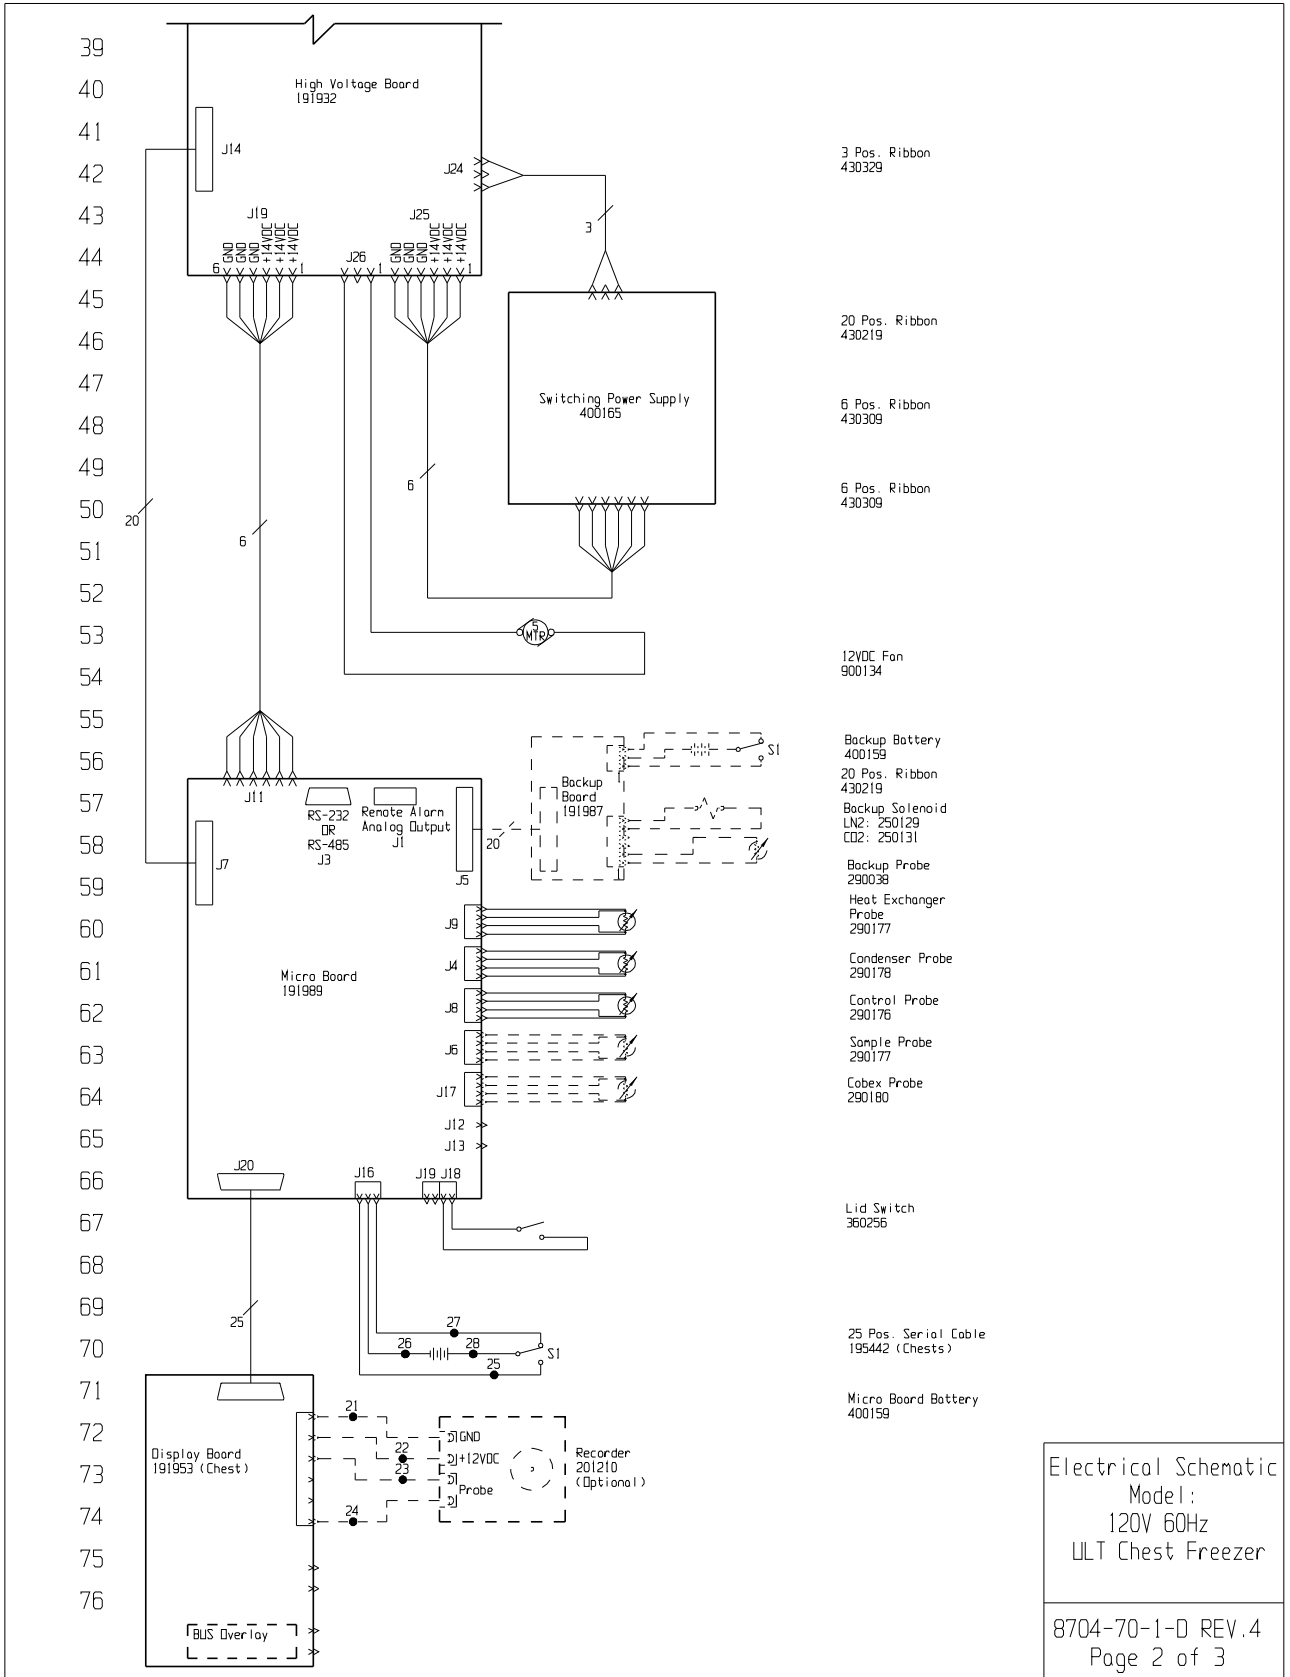 39
40
41
42
43
44
45
46
47
48
49
50
51
52
53
54
55
56
57
58
59
60
61
62
63
64
65
66
67
68
69
70
71
72
73
74
75
76
High Voltage Board
191932
J14
J24
J19
GND
GND
GND
+14VDC
+14VDC
+14VDC
6
1
J26
1
J25
GND
GND
GND
+14VDC
+14VDC
+14VDC
1
3
Switching Power Supply
400165
6
20
6
5
MTR
J11
RS-232
OR
RS-485
J3
Remote Alarm
Analog Output
J1
J7
J5
20
Backup
Board
191987
S1
J9
J4
J8
J6
J17
J12
J13
Micro Board
191989
J20
J16
J19 J18
25
27
26
28
S1
25
21
22
23
24
GND
+12VDC
Probe
Recorder
201210
(Optional)
Display Board
191953 (Chest)
BUS Overlay
3 Pos. Ribbon
430329
20 Pos. Ribbon
430219
6 Pos. Ribbon
430309
6 Pos. Ribbon
430309
12VDC Fan
900134
Backup Battery
400159
20 Pos. Ribbon
430219
Backup Solenoid
LN2: 250129
CO2: 250131
Backup Probe
290038
Heat Exchanger
Probe
290177
Condenser Probe
290178
Control Probe
290176
Sample Probe
290177
Cobex Probe
290180
Lid Switch
360256
25 Pos. Serial Cable
195442 (Chests)
Micro Board Battery
400159
Electrical Schematic
Model:
120V 60Hz
ULT Chest Freezer
8704-70-1-D REV.4
Page 2 of 3